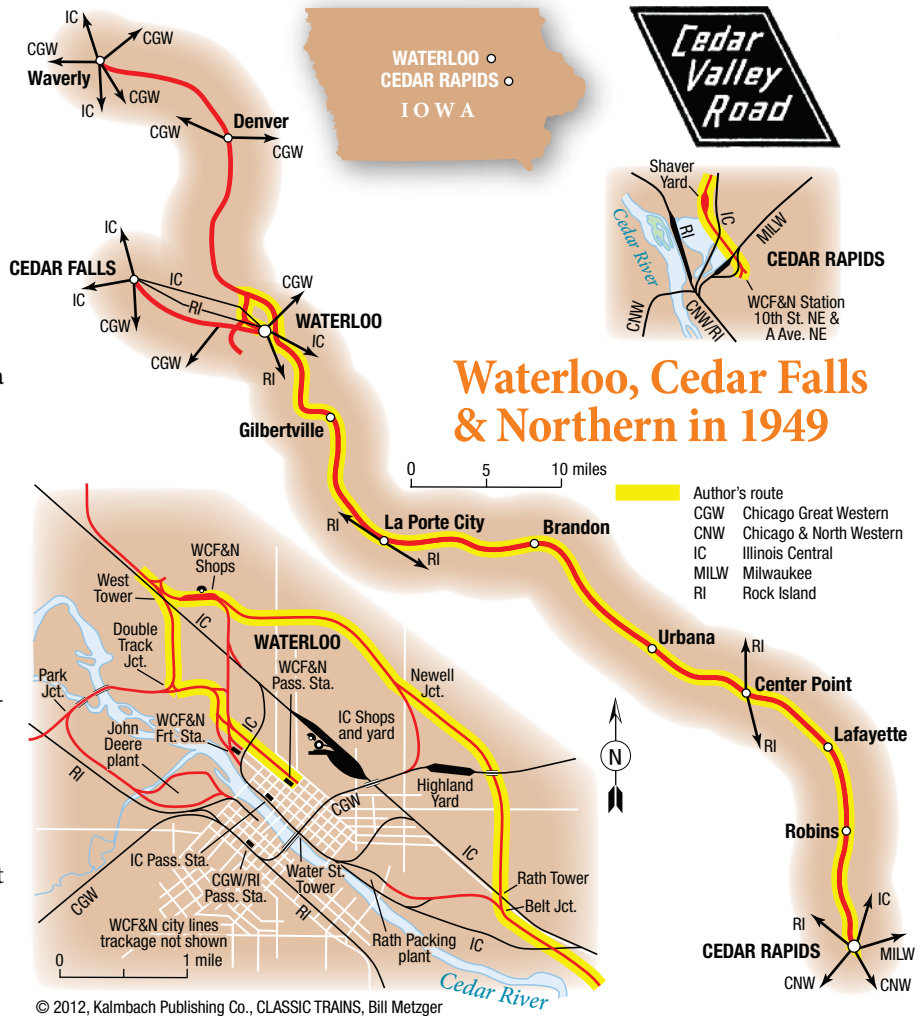 IC
CGW
CGW
Waverly
CGW
IC
CGW
Denver
CGW
WATERLOO
CEDAR RAPIDS
IOWA
Cedar
Valley
Road
Shaver
Yard
IC
RI
MILW
Cedar River
CEDAR RAPIDS
CNW
CNW/RI
WCF&N Station
10th St. NE &
A Ave. NE
IC
CEDAR FALLS
IC
IC
RI
CGW
CGW
WATERLOO
IC
CGW
RI
Gilbertville
Waterloo, Cedar Falls
& Northern in 1949
0 5 10 miles
Author's route
CGW Chicago Great Western
CNW Chicago & North Western
IC Illinois Central
MILW Milwaukee
RI Rock Island
RI
La Porte City
RI
Brandon
Urbana
RI
Center Point
RI
Lafayette
Robins
IC
RI
CEDAR RAPIDS
MILW
CNW
CNW
N
WCF&N
Shops
West
Tower
IC
WATERLOO
Double
Track
Jct.
WCF&N
Pass. Sta.
Newell
Jct.
Park
Jct.
John
Deere
plant
WCF&N
Frt. Sta.
IC
IC Shops
and yard
RI
CGW
Highland
Yard
IC
IC Pass. Sta.
CGW/RI
Pass. Sta.
Water St.
Tower
Rath Tower
Belt Jct.
CGW
RI
WCF&N city lines
trackage not shown
Rath Packing
plant
IC
0 1 mile
Cedar River
© 2012, Kalmbach Publishing Co., CLASSIC TRAINS, Bill Metzger
a
t